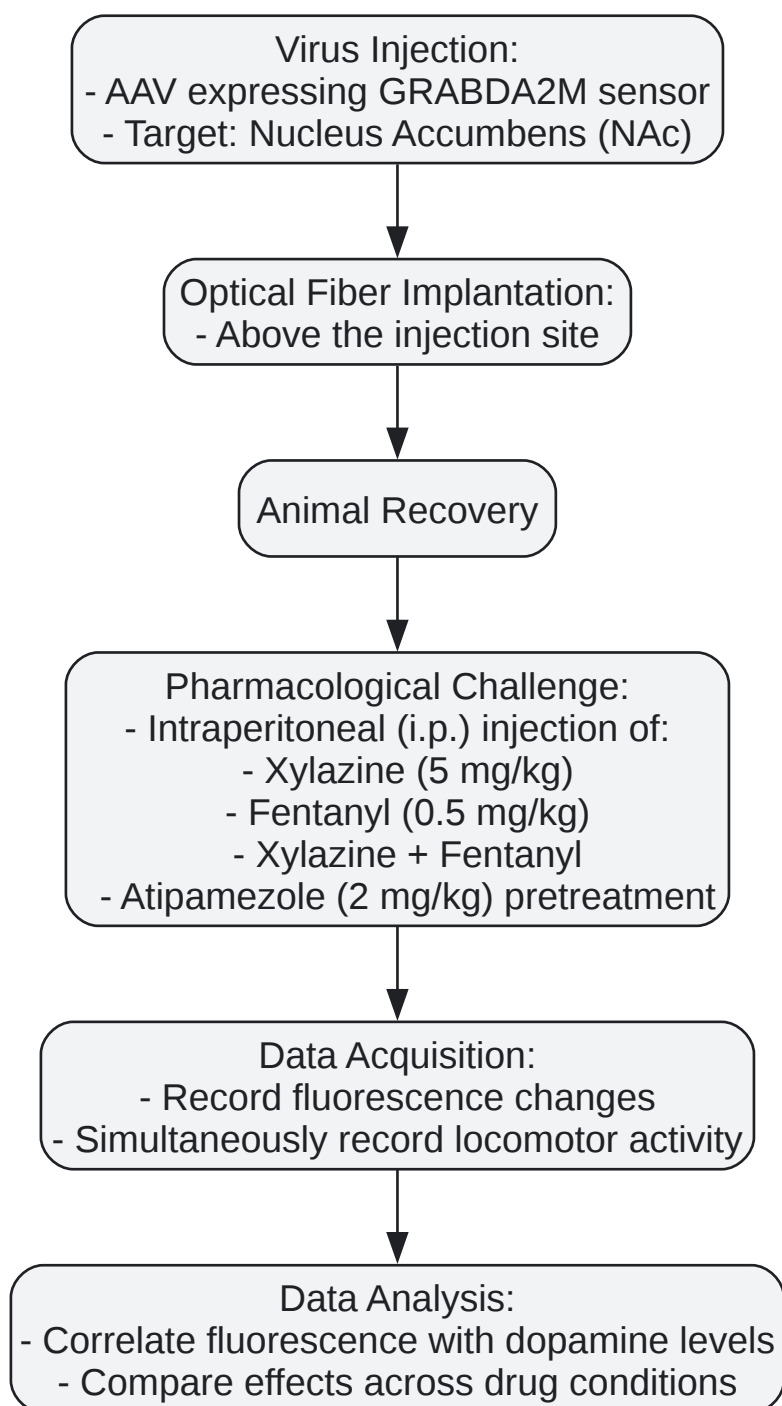 Virus Injection:
- AAV expressing GRABDA2M sensor
- Target: Nucleus Accumbens (NAc)
Optical Fiber Implantation:
- Above the injection site
Animal Recovery
Pharmacological Challenge:
- Intraperitoneal (i.p.) injection of:
- Xylazine (5 mg/kg)
- Fentanyl (0.5 mg/kg)
- Xylazine + Fentanyl
- Atipamezole (2 mg/kg) pretreatment
Data Acquisition:
- Record fluorescence changes
- Simultaneously record locomotor activity
Data Analysis:
- Correlate fluorescence with dopamine levels
- Compare effects across drug conditions